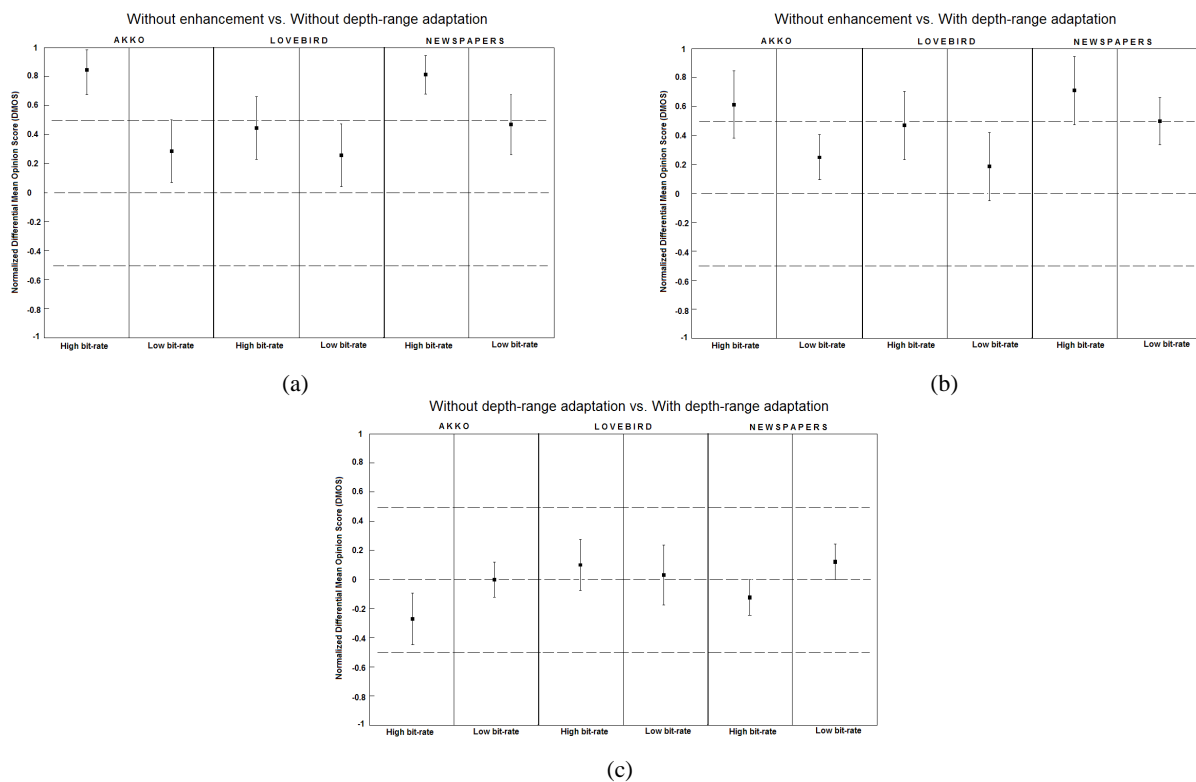 Without enhancement vs. Without depth-range adaptation
AKKO LOVEBIRD NEWSPAPERS
Normalized Differential Mean Opinion Score (DMOS)
1
0.8
0.6
0.4
0.2
0
-0.2
-0.4
-0.6
-0.8
-1
High bit-rate Low bit-rate High bit-rate Low bit-rate High bit-rate Low bit-rate
(a)
Without enhancement vs. With depth-range adaptation
AKKO LOVEBIRD NEWSPAPERS
Normalized Differential Mean Opinion Score (DMOS)
1
0.8
0.6
0.4
0.2
0
-0.2
-0.4
-0.6
-0.8
-1
High bit-rate Low bit-rate High bit-rate Low bit-rate High bit-rate Low bit-rate
(b)
Without depth-range adaptation vs. With depth-range adaptation
AKKO LOVEBIRD NEWSPAPERS
Normalized Differential Mean Opinion Score (DMOS)
1
0.8
0.6
0.4
0.2
0
-0.2
-0.4
-0.6
-0.8
-1
High bit-rate Low bit-rate High bit-rate Low bit-rate High bit-rate Low bit-rate
(c)